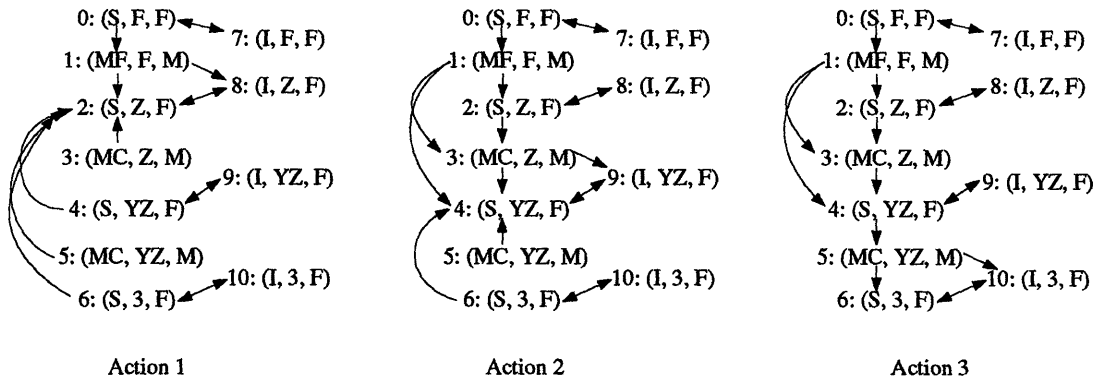 0: (S, F, F)
7: (I, F, F)
1: (MF, F, M)
8: (I, Z, F)
2: (S, Z, F)
3: (MC, Z, M)
9: (I, YZ, F)
4: (S, YZ, F)
5: (MC, YZ, M)
10: (I, 3, F)
6: (S, 3, F)
Action 1
0: (S, F, F)
7: (I, F, F)
1: (MF, F, M)
8: (I, Z, F)
2: (S, Z, F)
3: (MC, Z, M)
9: (I, YZ, F)
4: (S, YZ, F)
5: (MC, YZ, M)
10: (I, 3, F)
6: (S, 3, F)
Action 2
0: (S, F, F)
7: (I, F, F)
1: (MF, F, M)
8: (I, Z, F)
2: (S, Z, F)
3: (MC, Z, M)
9: (I, YZ, F)
4: (S, YZ, F)
5: (MC, YZ, M)
10: (I, 3, F)
6: (S, 3, F)
Action 3